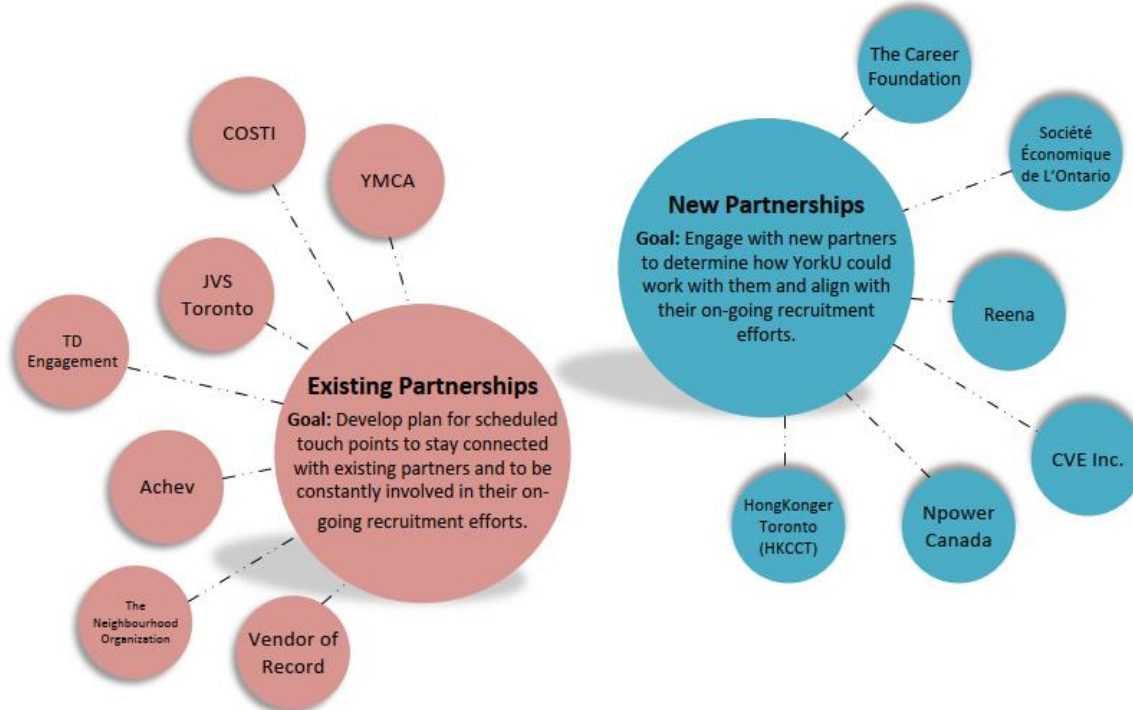 COSTI
YMCA
JVS
Toronto
TD
Engagement
Achev
The
Neighbourhood
Organization
Vendor of
Record
Existing Partnerships
Goal: Develop plan for scheduled
touch points to stay connected
with existing partners and to be
constantly involved in their on-
going recruitment efforts.
The Career
Foundation
Société
Économique
de L'Ontario
New Partnerships
Goal: Engage with new partners
to determine how YorkU could
work with them and align with
their on-going recruitment
efforts.
Reena
CVE Inc.
Npower
Canada
HongKonger
Toronto
(HKCCT)